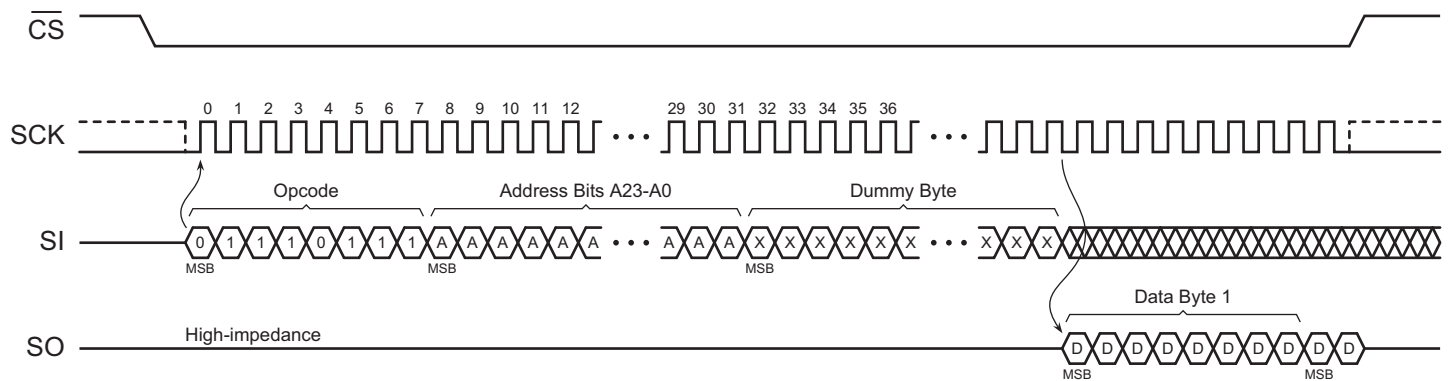 CS
0 1 2 3 4 5 6 7 8 9 10 11 12 29 30 31 32 33 34 35 36
SCK
Opcode Address Bits A23-A0 Dummy Byte
SI 0 1 1 1 0 1 1 1 A A A A A A A A A X X X X X X X X X
MSB MSB MSB
Data Byte 1
High-impedance
SO D D D D D D D D D D
MSB MSB